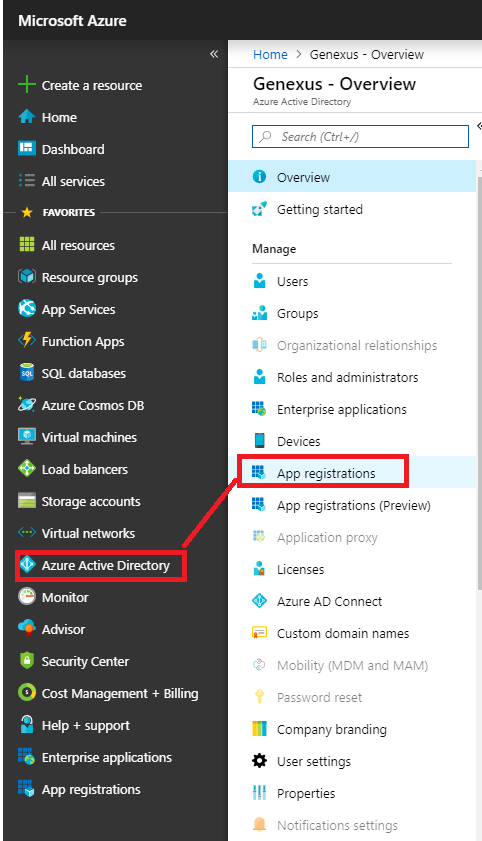 Microsoft Azure
«
Create a resource
Home
Dashboard
All services
FAVORITES
All resources
Resource groups
App Services
Function Apps
SQL databases
Azure Cosmos DB
Virtual machines
Load balancers
Storage accounts
Virtual networks
Azure Active Directory
Monitor
Advisor
Security Center
Cost Management + Billing
Help + support
Enterprise applications
App registrations
Home > Genexus - Overview
Genexus - Overview
Azure Active Directory
Search (Ctrl+/)
«
Overview
Getting started
Manage
Users
Groups
Organizational relationships
Roles and administrators
Enterprise applications
Devices
App registrations
App registrations (Preview)
Application proxy
Licenses
Azure AD Connect
Custom domain names
Mobility (MDM and MAM)
Password reset
Company branding
User settings
Properties
Notifications settings